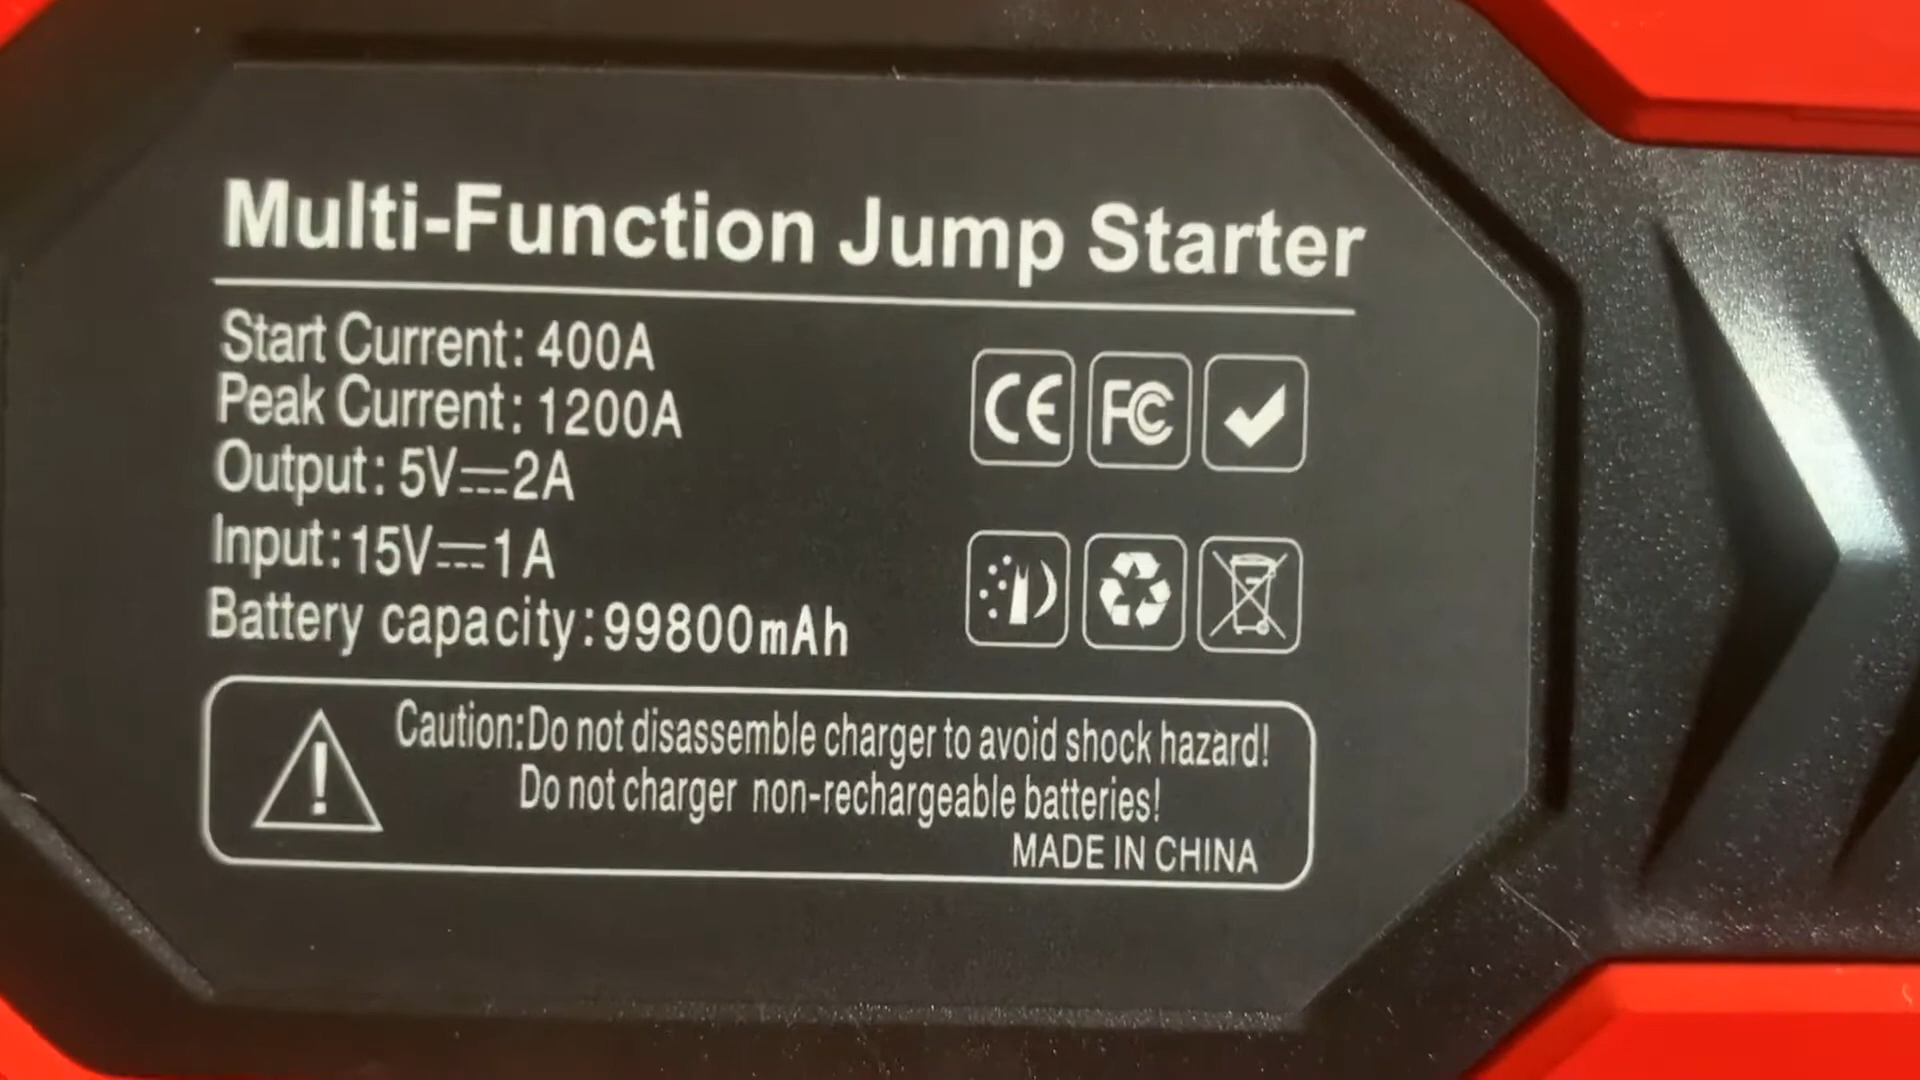 Multi-Function Jump Starter
Start Current: 400A
Peak Current: 1200A
Output: 5V⎓2A
Input:15V⎓1A
Battery capacity:99800mAh
CE FC
Caution:Do not disassemble charger to avoid shock hazard!
Do not charger non-rechargeable batteries!
MADE IN CHINA